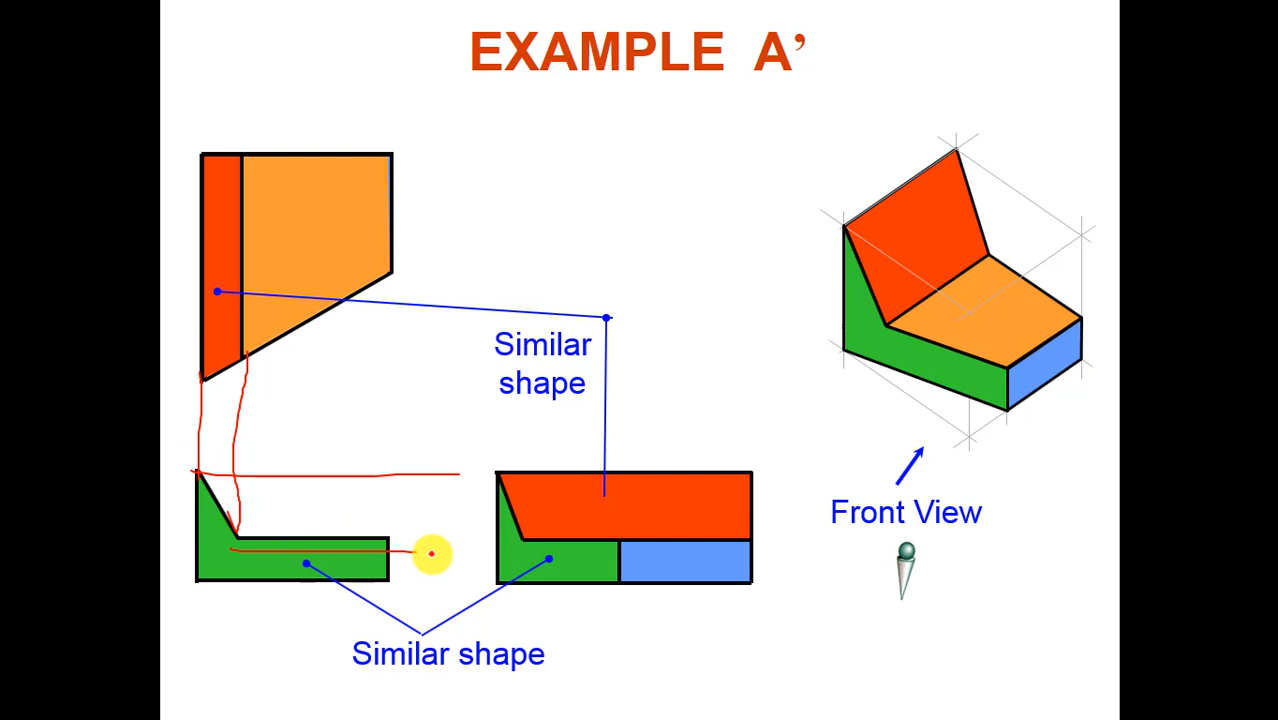 EXAMPLE A’
Similar
shape
Front View
Similar shape